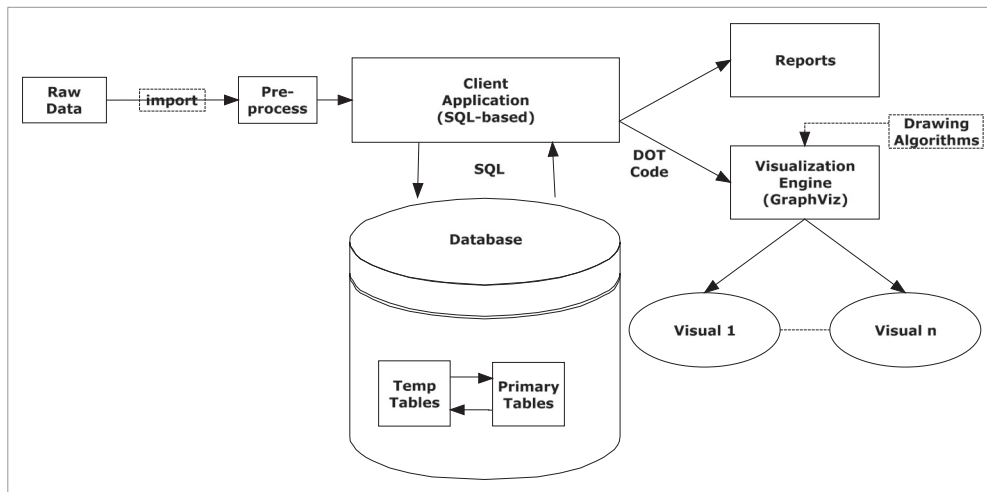 Raw
Data
import
Pre-
process
Client
Application
(SQL-based)
Reports
Drawing
Algorithms
DOT
Code
Visualization
Engine
(GraphViz)
SQL
Database
Visual 1
Visual n
Temp
Tables
Primary
Tables